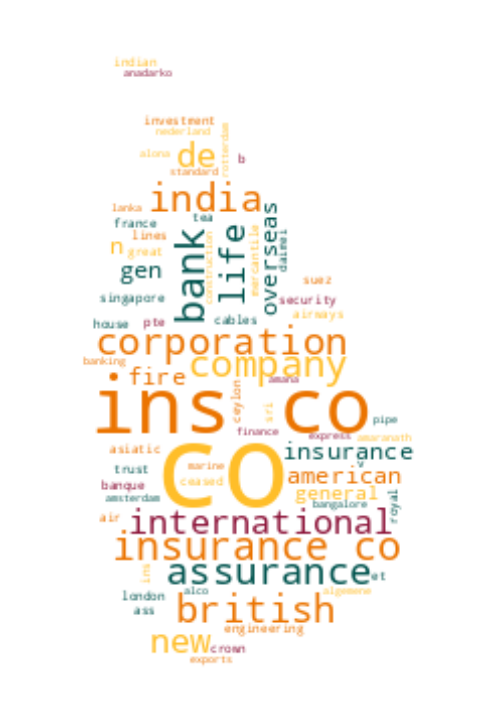 indian
anadarko
investment
nederland
rotterdam
alona
de
b
standard
india
lanka
tea
overseas
france
bank
life
mercantile
daimei
lines
construction
n
great
gen
suez
singapore
security
airways
house
pte
cables
corporation
banking
company
fire
amana
ins co
ceylon
sri
pipe
finance
express
amaranath
co
asiatic
insurance
v
trust
marine
american
banque
ceased
general
amsterdam
bangalore
royal
air
international
insurance co
ins
assurance
et
london
alco
algemene
ass
british
engineering
new
crown
exports